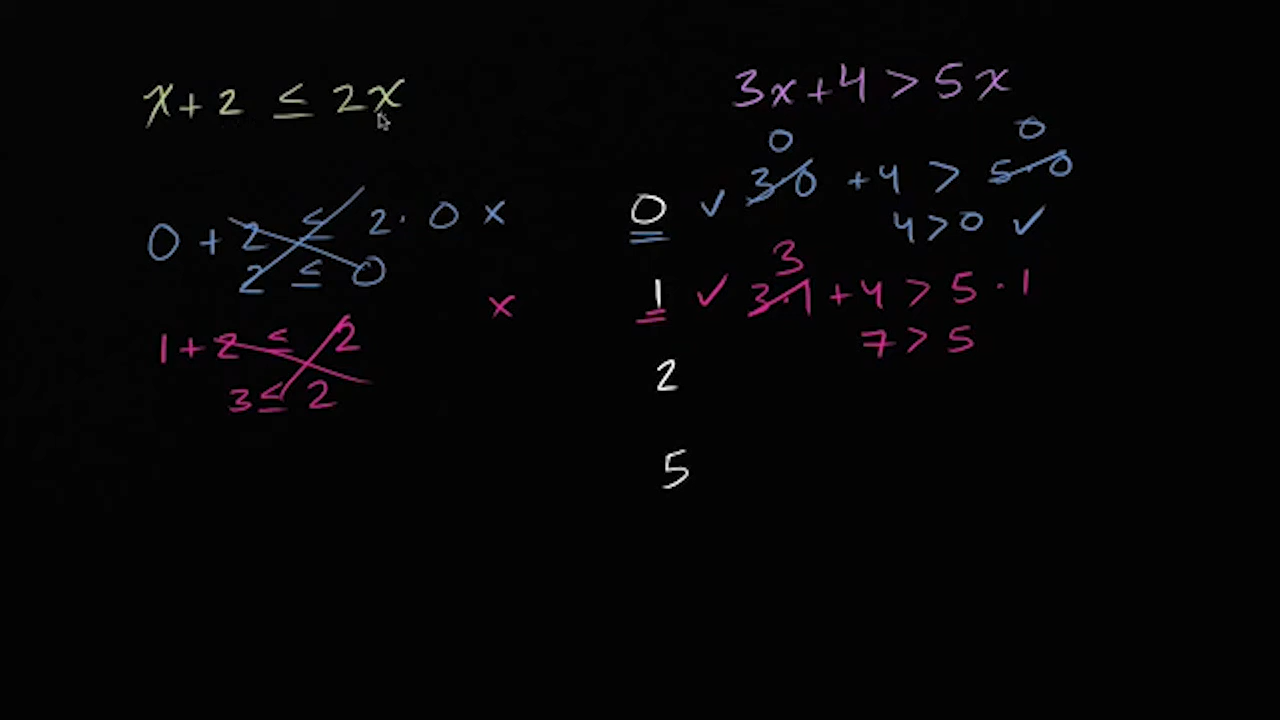 x + 2 ≤ 2x
3x + 4 > 5x
0 0
0 + 2 ≤ 2 · 0 x
2 ≤ 0
0 ✓ 3·0 + 4 > 5·0
4 > 0 ✓
x
3
1 ✓ 3·1 + 4 > 5·1
7 > 5
1 + 2 ≤ 2
3 ≤ 2
2
5